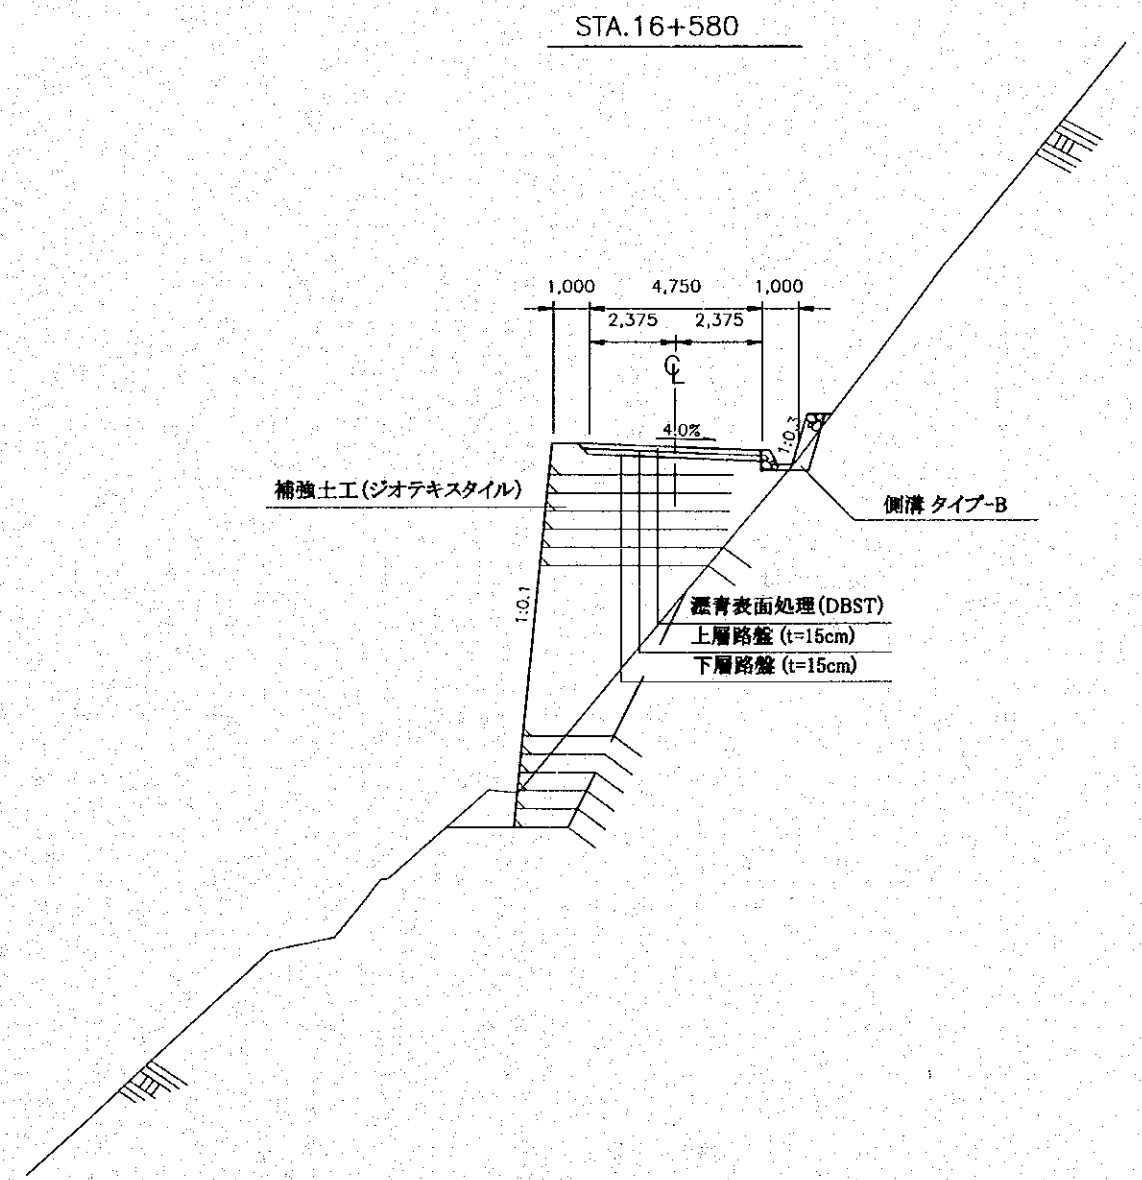 STA.16+580
1,000 4,750 1,000
2,375 2,375
℄
4.0%
1:0.3
補強土工(ジオテキスタイル)
側溝 タイプ-B
1:0.1
瀝青表面処理(DBST)
上層路盤 (t=15cm)
下層路盤 (t=15cm)